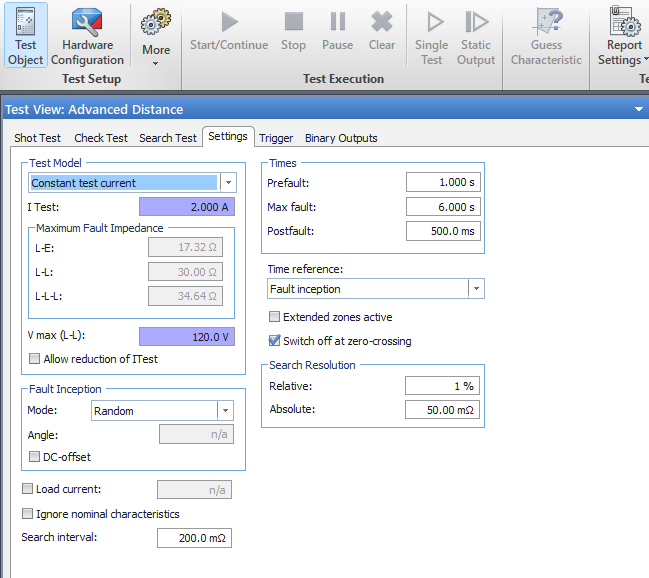 Test Object
Hardware Configuration
More
Start/Continue
Stop
Pause
Clear
Single Test
Static Output
Guess Characteristic
Report Settings
Test Setup
Test Execution
Te
Test View: Advanced Distance
Shot Test
Check Test
Search Test
Settings
Trigger
Binary Outputs
Test Model
Constant test current
I Test: 2.000 A
Maximum Fault Impedance
L-E: 17.32 Ω
L-L: 30.00 Ω
L-L-L: 34.64 Ω
V max (L-L): 120.0 V
Allow reduction of ITest
Fault Inception
Mode: Random
Angle: n/a
DC-offset
Load current: n/a
Ignore nominal characteristics
Search interval: 200.0 mΩ
Times
Prefault: 1.000 s
Max fault: 6.000 s
Postfault: 500.0 ms
Time reference:
Fault inception
Extended zones active
Switch off at zero-crossing
Search Resolution
Relative: 1 %
Absolute: 50.00 mΩ